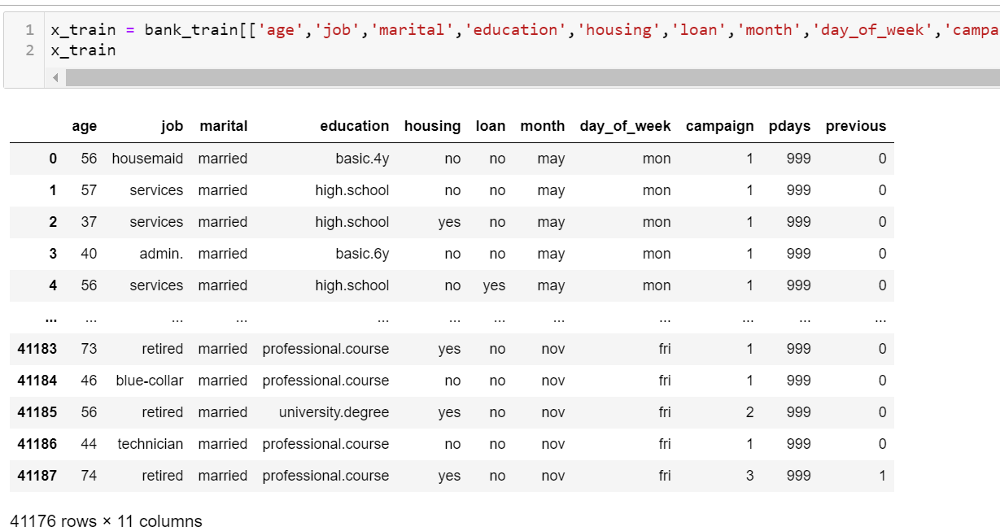 1 x_train = bank_train[['age','job','marital','education','housing','loan','month','day_of_week','campa
2 x_train
age job marital education housing loan month day_of_week campaign pdays previous
0 56 housemaid married basic.4y no no may mon 1 999 0
1 57 services married high.school no no may mon 1 999 0
2 37 services married high.school yes no may mon 1 999 0
3 40 admin. married basic.6y no no may mon 1 999 0
4 56 services married high.school no yes may mon 1 999 0
... ... ... ... ... ... ... ... ... ... ... ...
41183 73 retired married professional.course yes no nov fri 1 999 0
41184 46 blue-collar married professional.course no no nov fri 1 999 0
41185 56 retired married university.degree yes no nov fri 2 999 0
41186 44 technician married professional.course no no nov fri 1 999 0
41187 74 retired married professional.course yes no nov fri 3 999 1
41176 rows × 11 columns